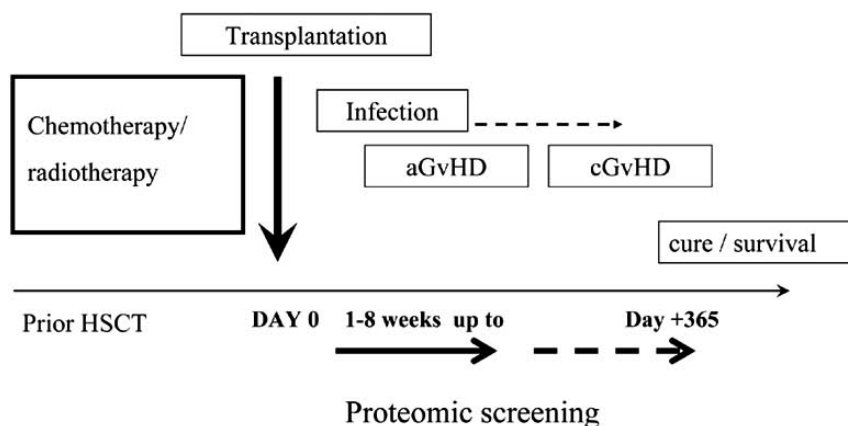 Transplantation
Chemotherapy/
radiotherapy
Infection
aGvHD
cGvHD
cure / survival
Prior HSCT
DAY 0
1-8 weeks up to
Day +365
Proteomic screening